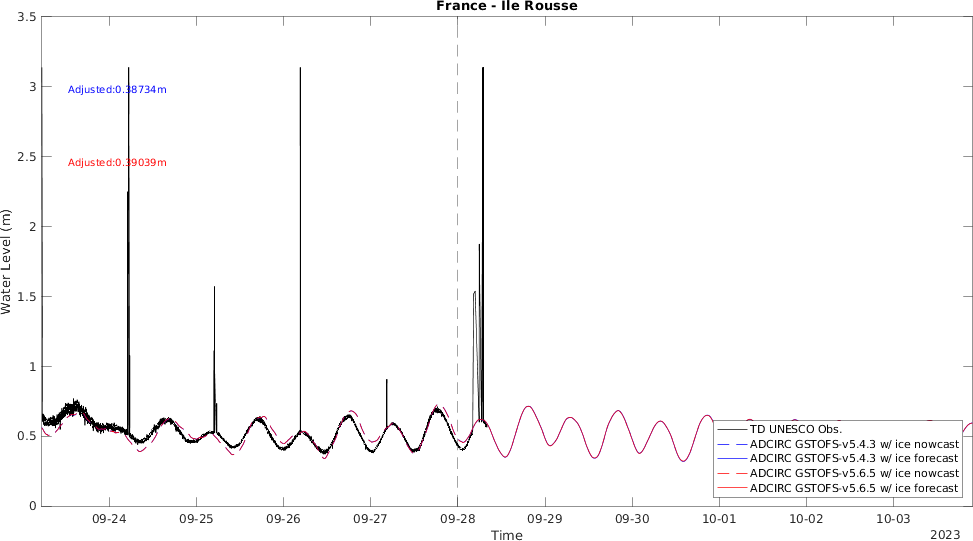 France - Ile Rousse
3.5
3
2.5
2
1.5
1
0.5
0
Water Level (m)
Adjusted:0.38734m
Adjusted:0.39039m
TD UNESCO Obs.
ADCIRC GSTOFS-v5.4.3 w/ ice nowcast
ADCIRC GSTOFS-v5.4.3 w/ ice forecast
ADCIRC GSTOFS-v5.6.5 w/ ice nowcast
ADCIRC GSTOFS-v5.6.5 w/ ice forecast
09-24 09-25 09-26 09-27 09-28 09-29 09-30 10-01 10-02 10-03
Time
2023